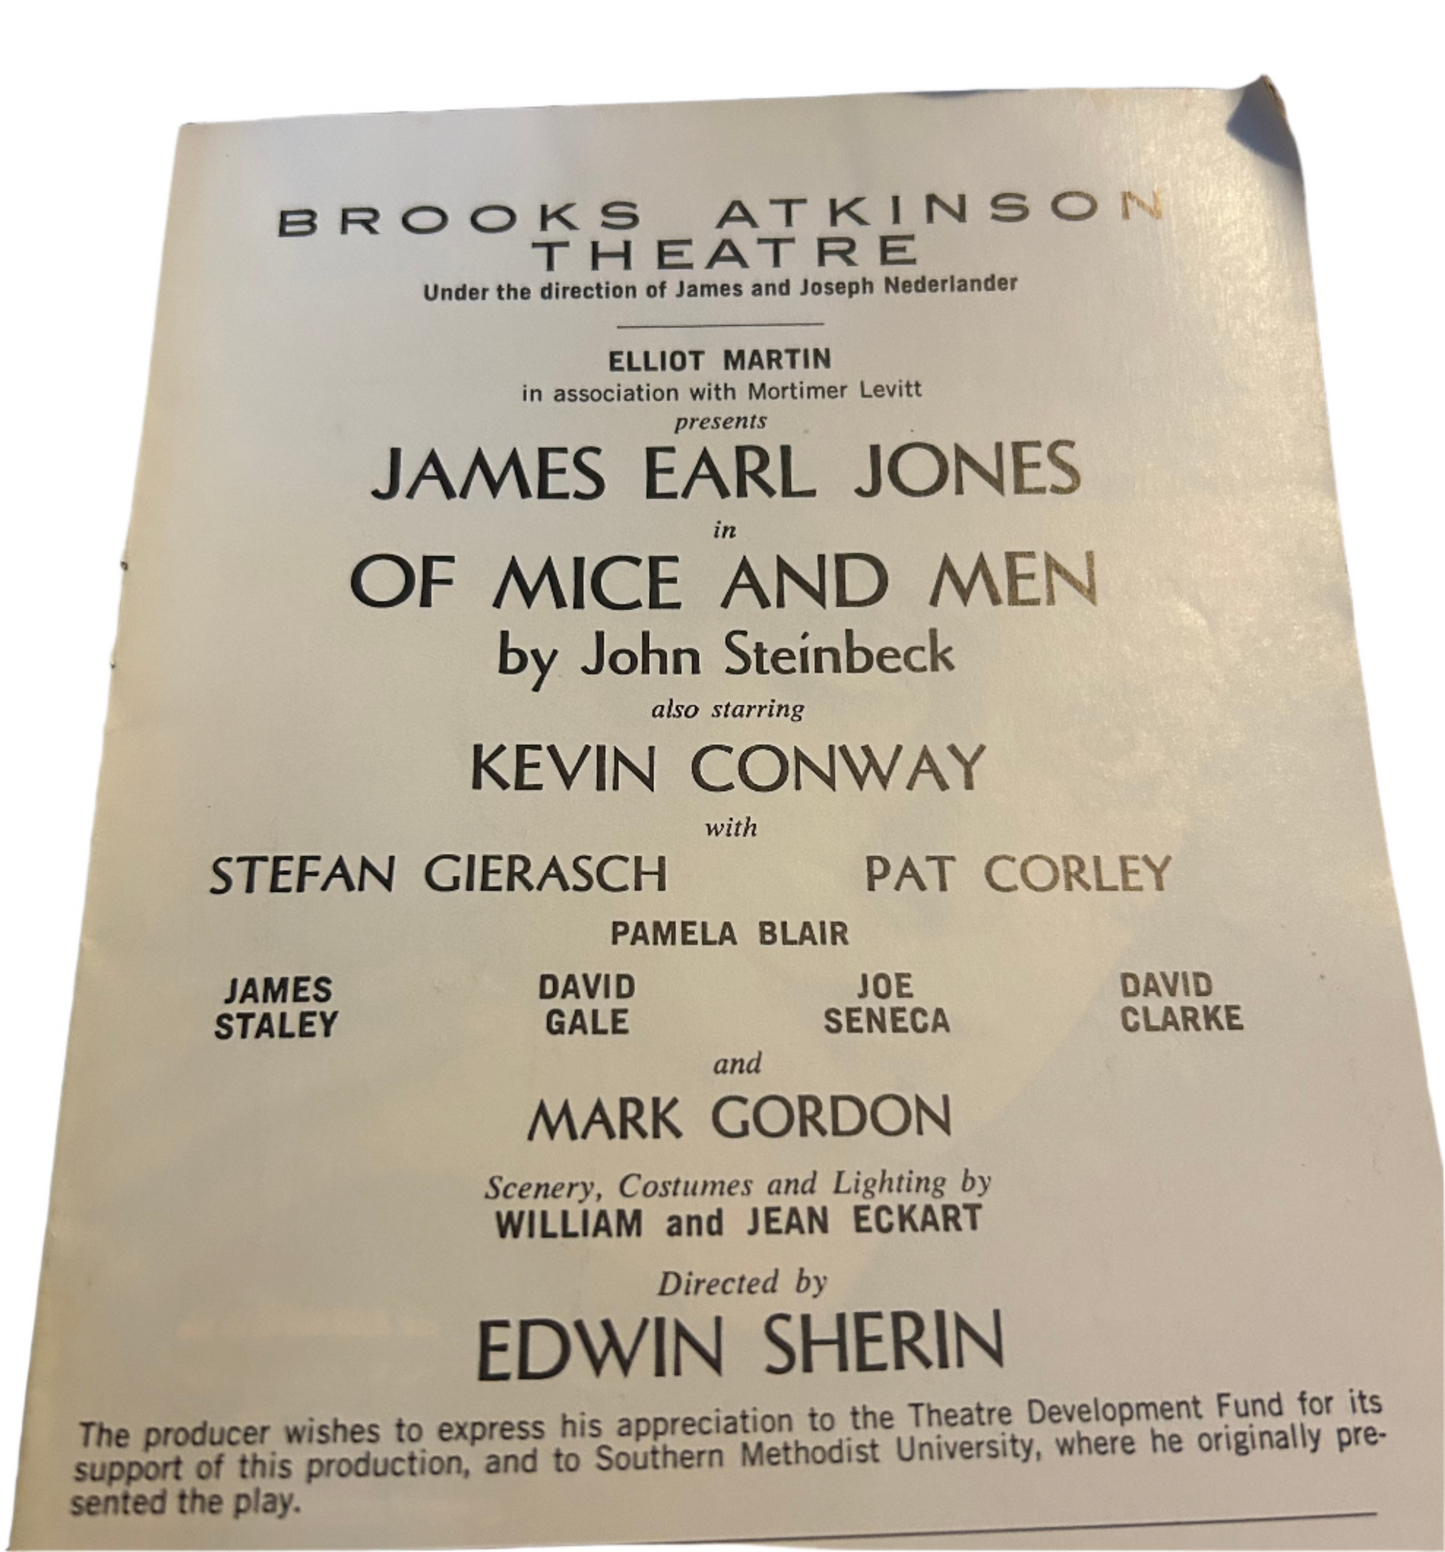 BROOKS ATKINSON
THEATRE
Under the direction of James and Joseph Nederlander
ELLIOT MARTIN
in association with Mortimer Levitt
presents
JAMES EARL JONES
in
OF MICE AND MEN
by John Steinbeck
also starring
KEVIN CONWAY
with
STEFAN GIERASCH PAT CORLEY
PAMELA BLAIR
JAMES DAVID JOE DAVID
STALEY GALE SENECA CLARKE
and
MARK GORDON
Scenery, Costumes and Lighting by
WILLIAM and JEAN ECKART
Directed by
EDWIN SHERIN
The producer wishes to express his appreciation to the Theatre Development Fund for its
support of this production, and to Southern Methodist University, where he originally pre-
sented the play.